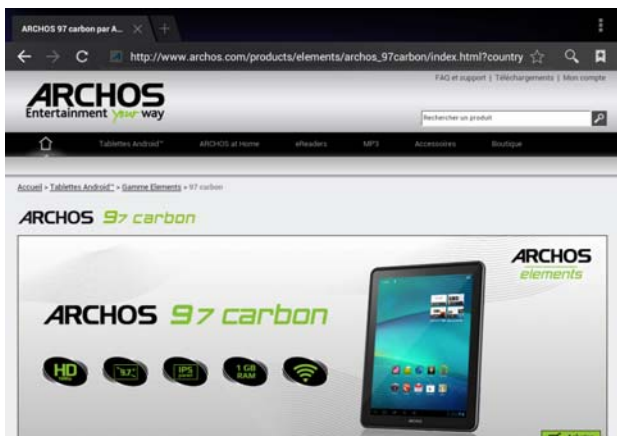 ARCHOS 97 carbon par A...
http://www.archos.com/products/elements/archos_97carbon/index.html?country
FAQ et support | Téléchargements | Mon compte
ARCHOS
Entertainment your way
Rechercher un produit
Tablettes Android™ ARCHOS at Home eReaders MP3 Accessoires Boutique
Accueil » Tablettes Android™ » Gamme Elements » 97 carbon
ARCHOS 97 carbon
ARCHOS
elements
ARCHOS 97 carbon
HD 9.7" IPS 1 GB RAM